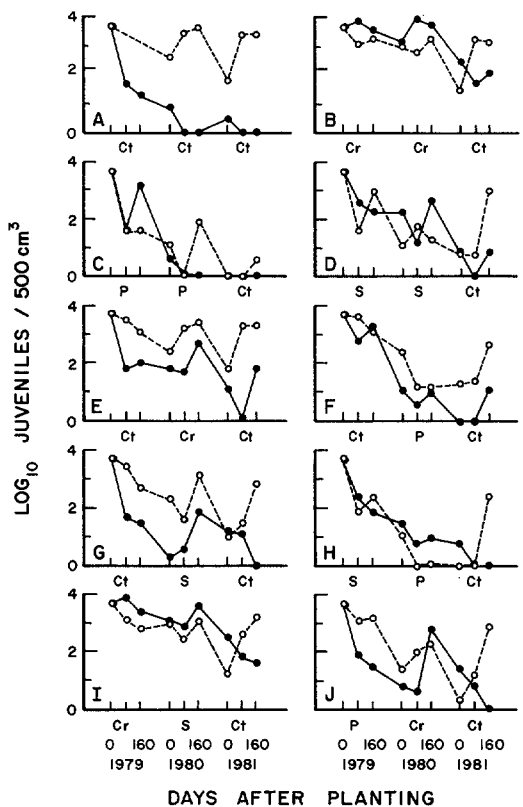 LOG10 JUVENILES / 500 cm3
4 2 0 A Ct Ct Ct
B Cr Cr Ct
4 2 0 C P P Ct
D S S Ct
4 2 0 E Ct Cr Ct
F Ct P Ct
4 2 0 G Ct S Ct
H S P Ct
4 2 0 I Cr S Ct
J P Cr Ct
0 160 0 160 0 160
0 160 0 160 0 160
1979 1980 1981
1979 1980 1981
DAYS AFTER PLANTING